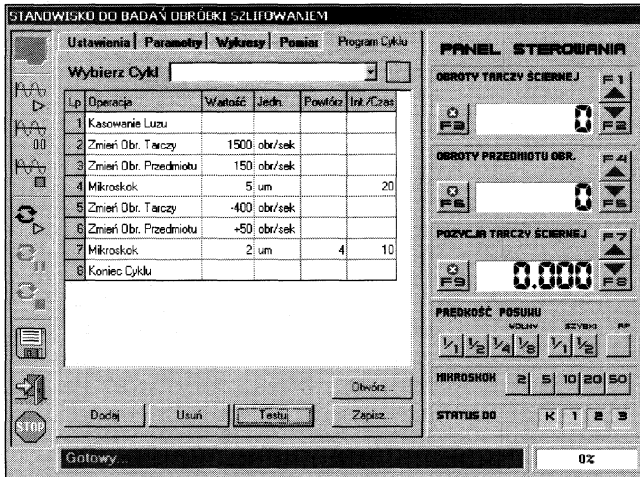 STANOWISKO DO BADAŃ OBRÓBKI SZLIFOWANIEM
Ustawienia Parametry Wykresy Pomiar Program Cyklu
Wybierz Cykl
Lp Operacja Wartość Jedn. Powtórz Int./Czas
1 Kasowanie Luzu
2 Zmień Obr. Tarczy 1500 obr/sek
3 Zmień Obr. Przedmiotu 150 obr/sek
4 Mikroskok 5 um 20
5 Zmień Obr. Tarczy -400 obr/sek
6 Zmień Obr. Przedmiotu +50 obr/sek
7 Mikroskok 2 um 4 10
8 Koniec Cyklu
Otwórz...
Dodaj Usuń Testuj Zapisz...
STOP
Gotowy...
0%
PANEL STEROWANIA
OBROTY TARCZY ŚCIERNEJ F1
F3 0 F2
OBROTY PRZEDMIOTU OBR. F4
F6 0 F5
POZYCJA TARCZY ŚCIERNEJ F7
F9 0.000 F8
PRĘDKOŚĆ POSUWU
WOLNY SZYBKI RP
1/1 1/2 1/4 1/8 1/1 1/2
MIKROSKOK 2 5 10 20 50
STATUS DO K 1 2 3